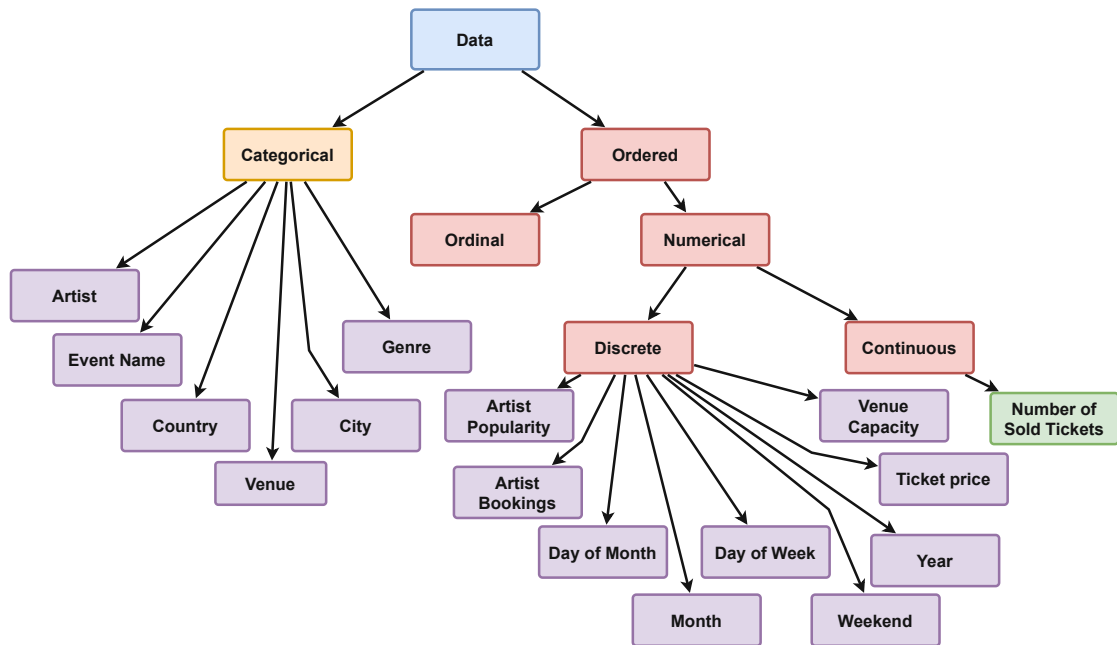 Data
Categorical
Ordered
Ordinal
Numerical
Artist
Event Name
Genre
Discrete
Continuous
Country
City
Artist
Popularity
Venue
Capacity
Number of
Sold Tickets
Venue
Artist
Bookings
Ticket price
Day of Month
Day of Week
Year
Month
Weekend